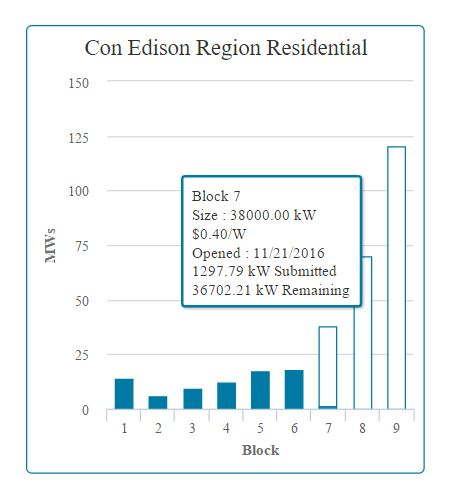 Con Edison Region Residential
150
125
100
75
50
25
0
MWs
Block 7
Size : 38000.00 kW
$0.40/W
Opened : 11/21/2016
1297.79 kW Submitted
36702.21 kW Remaining
1 2 3 4 5 6 7 8 9
Block